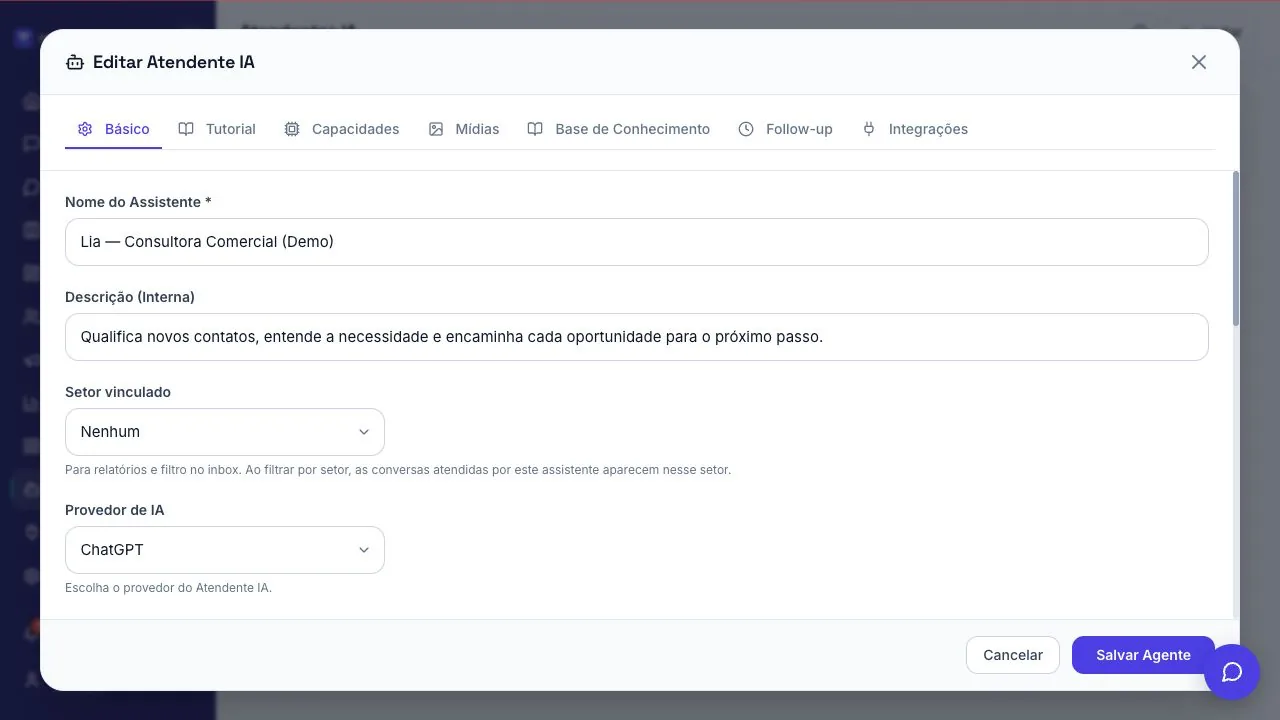 Editar Atendente IA
Básico Tutorial Capacidades Mídias Base de Conhecimento Follow-up Integrações
Nome do Assistente *
Lia — Consultora Comercial (Demo)
Descrição (Interna)
Qualifica novos contatos, entende a necessidade e encaminha cada oportunidade para o próximo passo.
Setor vinculado
Nenhum
Para relatórios e filtro no inbox. Ao filtrar por setor, as conversas atendidas por este assistente aparecem nesse setor.
Provedor de IA
ChatGPT
Escolha o provedor do Atendente IA.
Cancelar Salvar Agente